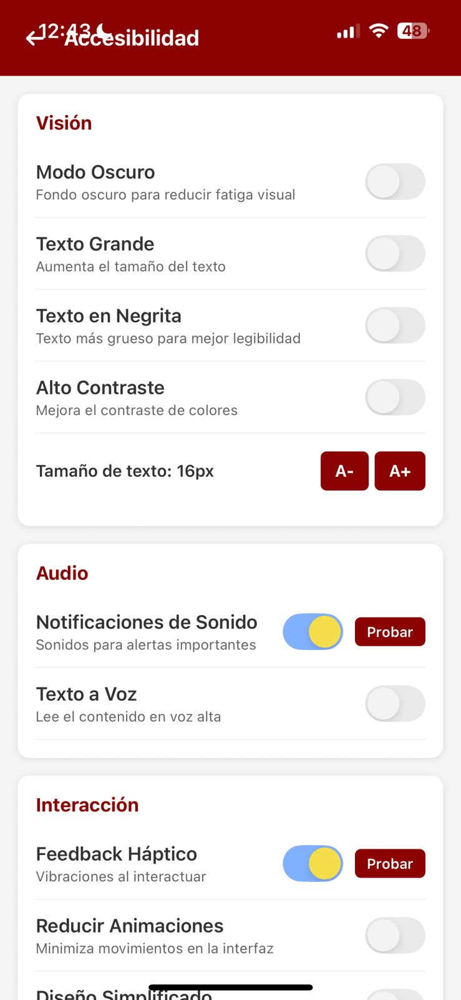 12:43
48
Accesibilidad
Visión
Modo Oscuro
Fondo oscuro para reducir fatiga visual
Texto Grande
Aumenta el tamaño del texto
Texto en Negrita
Texto más grueso para mejor legibilidad
Alto Contraste
Mejora el contraste de colores
Tamaño de texto: 16px
A-
A+
Audio
Notificaciones de Sonido
Probar
Sonidos para alertas importantes
Texto a Voz
Lee el contenido en voz alta
Interacción
Feedback Háptico
Probar
Vibraciones al interactuar
Reducir Animaciones
Minimiza movimientos en la interfaz
Diseño Simplificado